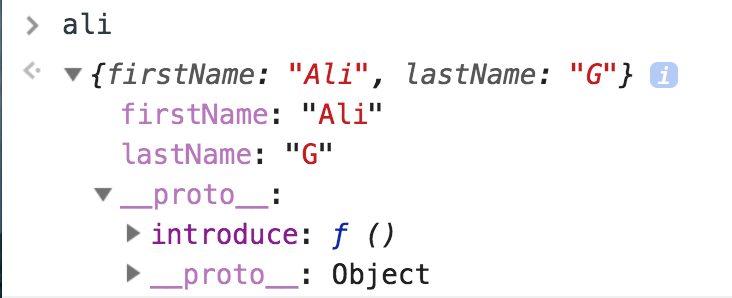 > ali
{firstName: "Ali", lastName: "G"} i
firstName: "Ali"
lastName: "G"
__proto__:
introduce: ƒ ()
__proto__: Object